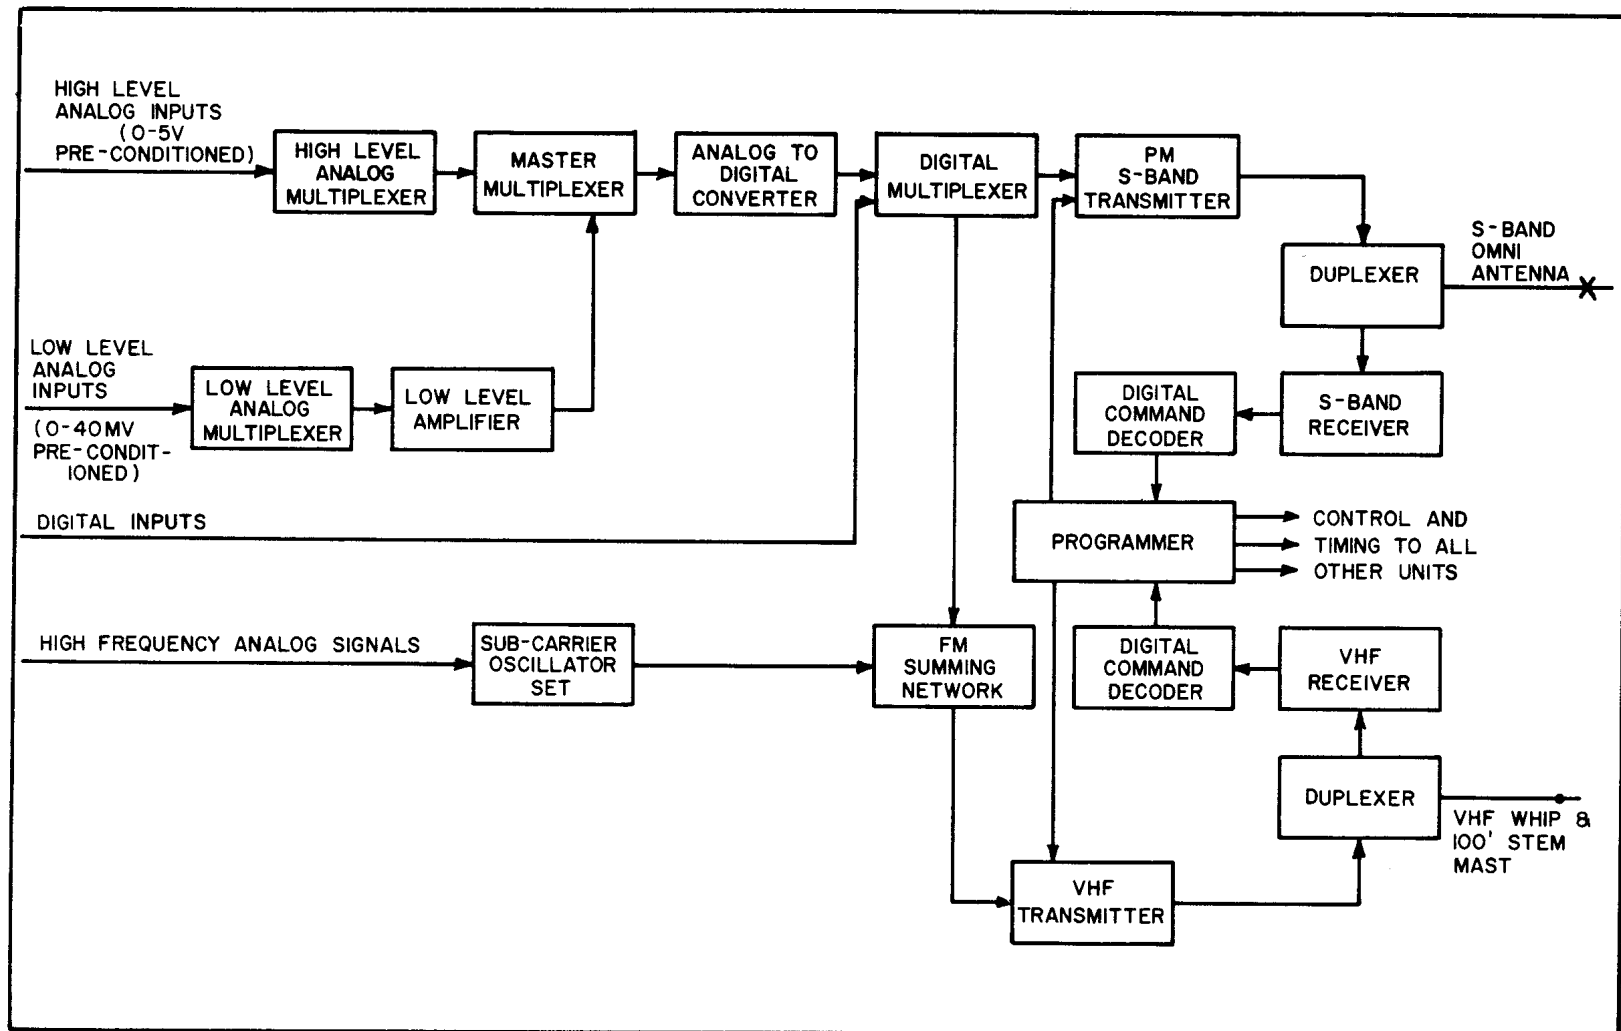 HIGH LEVEL
ANALOG INPUTS
(0-5V
PRE-CONDITIONED)
HIGH LEVEL
ANALOG
MULTIPLEXER
MASTER
MULTIPLEXER
ANALOG TO
DIGITAL
CONVERTER
DIGITAL
MULTIPLEXER
PM
S-BAND
TRANSMITTER
DUPLEXER
S-BAND
OMNI
ANTENNA
LOW LEVEL
ANALOG
INPUTS
(0-40MV
PRE-CONDIT-
IONED)
LOW LEVEL
ANALOG
MULTIPLEXER
LOW LEVEL
AMPLIFIER
DIGITAL
COMMAND
DECODER
S-BAND
RECEIVER
DIGITAL INPUTS
PROGRAMMER
CONTROL AND
TIMING TO ALL
OTHER UNITS
HIGH FREQUENCY ANALOG SIGNALS
SUB-CARRIER
OSCILLATOR
SET
FM
SUMMING
NETWORK
DIGITAL
COMMAND
DECODER
VHF
RECEIVER
DUPLEXER
VHF WHIP &
100' STEM
MAST
VHF
TRANSMITTER